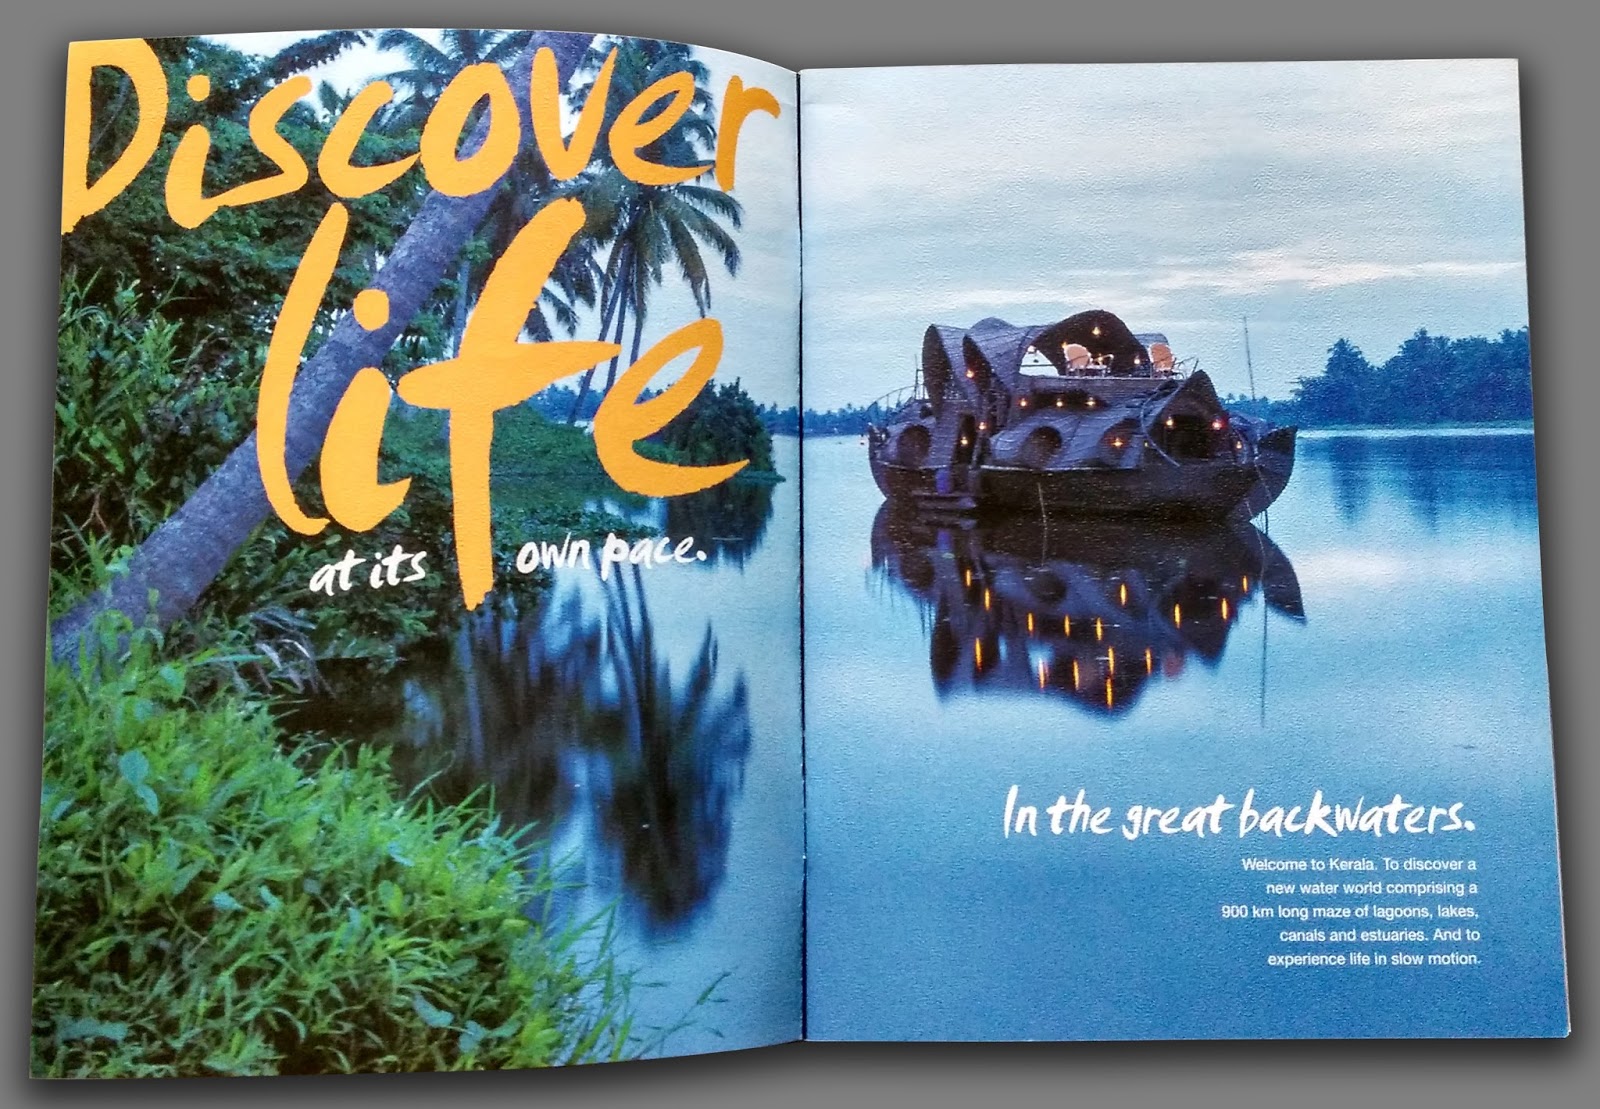 Discover
life
at its own pace.
In the great backwaters.
Welcome to Kerala. To discover a
new water world comprising a
900 km long maze of lagoons, lakes,
canals and estuaries. And to
experience life in slow motion.